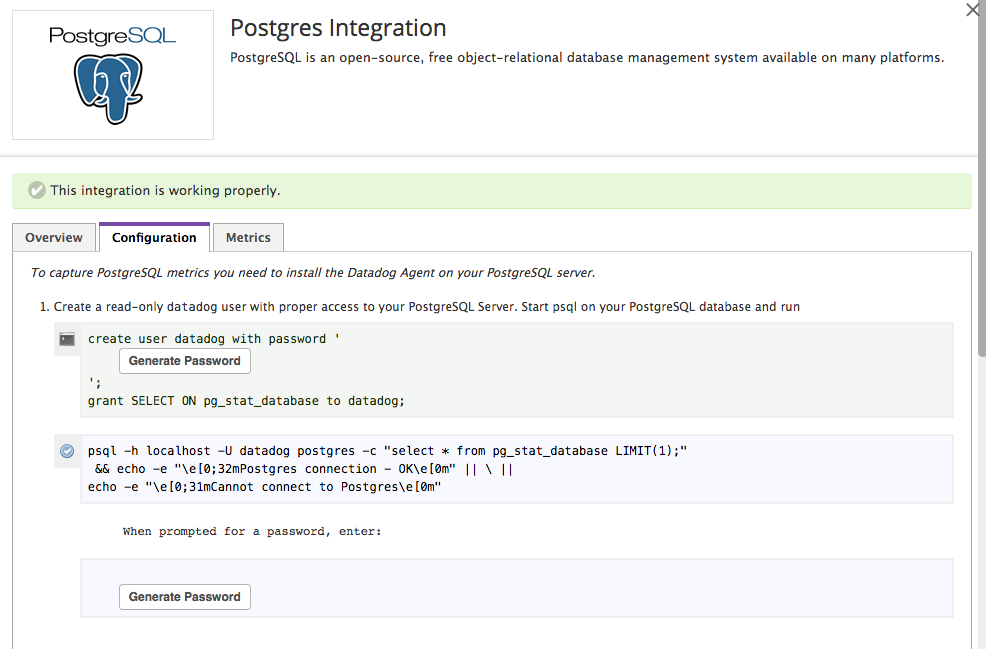 PostgreSQL
Postgres Integration
PostgreSQL is an open-source, free object-relational database management system available on many platforms.
This integration is working properly.
Overview
Configuration
Metrics
To capture PostgreSQL metrics you need to install the Datadog Agent on your PostgreSQL server.
1. Create a read-only datadog user with proper access to your PostgreSQL Server. Start psql on your PostgreSQL database and run
create user datadog with password '
Generate Password
';
grant SELECT ON pg_stat_database to datadog;
psql -h localhost -U datadog postgres -c "select * from pg_stat_database LIMIT(1);"
&& echo -e "\e[0;32mPostgres connection - OK\e[0m" || \ ||
echo -e "\e[0;31mCannot connect to Postgres\e[0m"
When prompted for a password, enter:
Generate Password